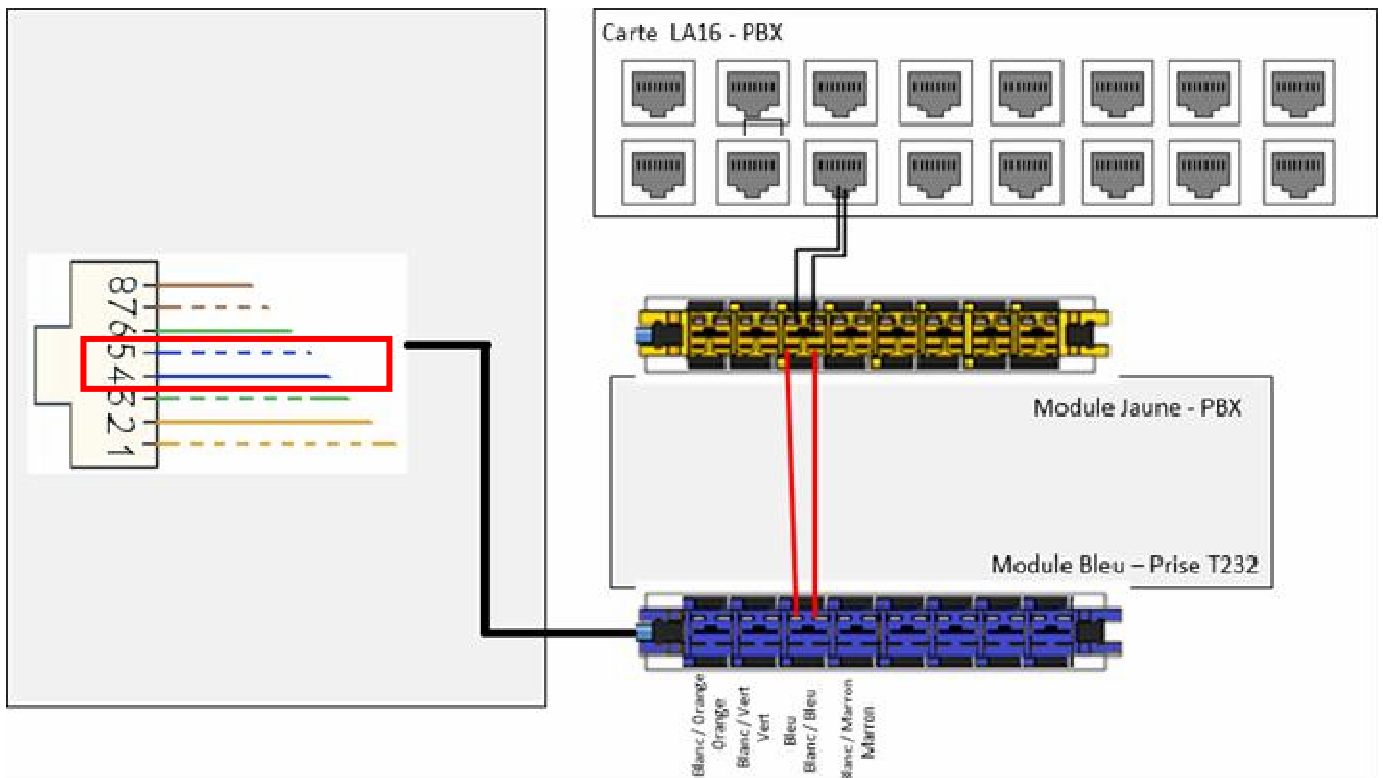 Carte LA16 - PBX
8
7
6
5
4
3
2
1
Module Jaune - PBX
Module Bleu – Prise T232
Blanc / Orange
Orange
Blanc / Vert
Vert
Bleu
Blanc / Bleu
Blanc / Marron
Marron